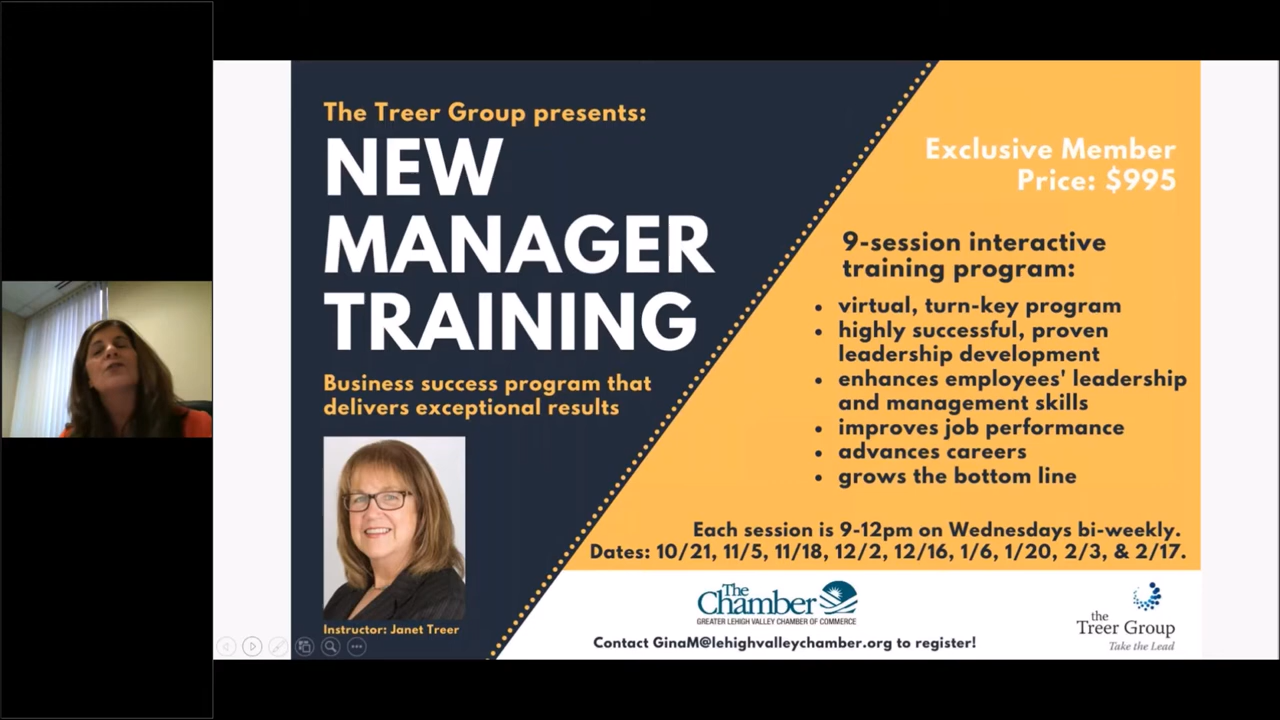 The Treer Group presents:
NEW
MANAGER
TRAINING
Business success program that
delivers exceptional results
Instructor: Janet Treer
Exclusive Member
Price: $995
9-session interactive
training program:
• virtual, turn-key program
• highly successful, proven
leadership development
• enhances employees' leadership
and management skills
• improves job performance
• advances careers
• grows the bottom line
Each session is 9-12pm on Wednesdays bi-weekly.
Dates: 10/21, 11/5, 11/18, 12/2, 12/16, 1/6, 1/20, 2/3, & 2/17.
The
Chamber
GREATER LEHIGH VALLEY CHAMBER OF COMMERCE
Contact GinaM@lehighvalleychamber.org to register!
the
Treer Group
Take the Lead